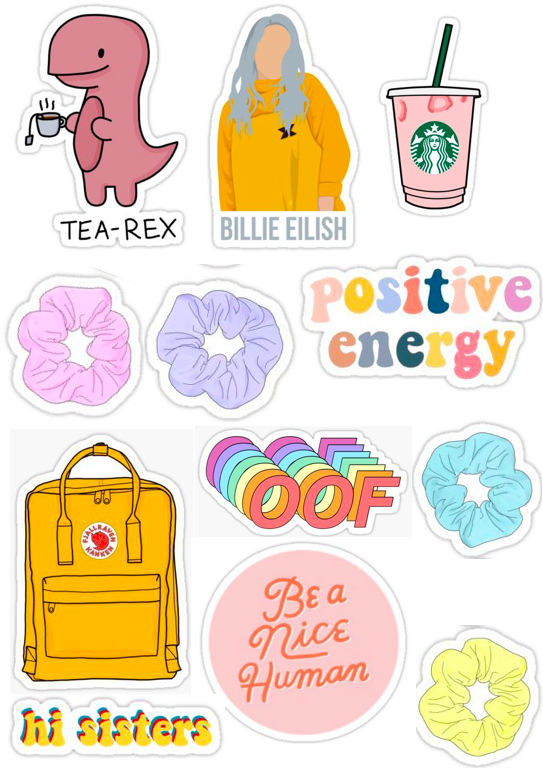 TEA-REX
BILLIE EILISH
positive
energy
FJÄLLRÄVEN
KÅNKEN
OOF
Be a
Nice
Human
hi sisters